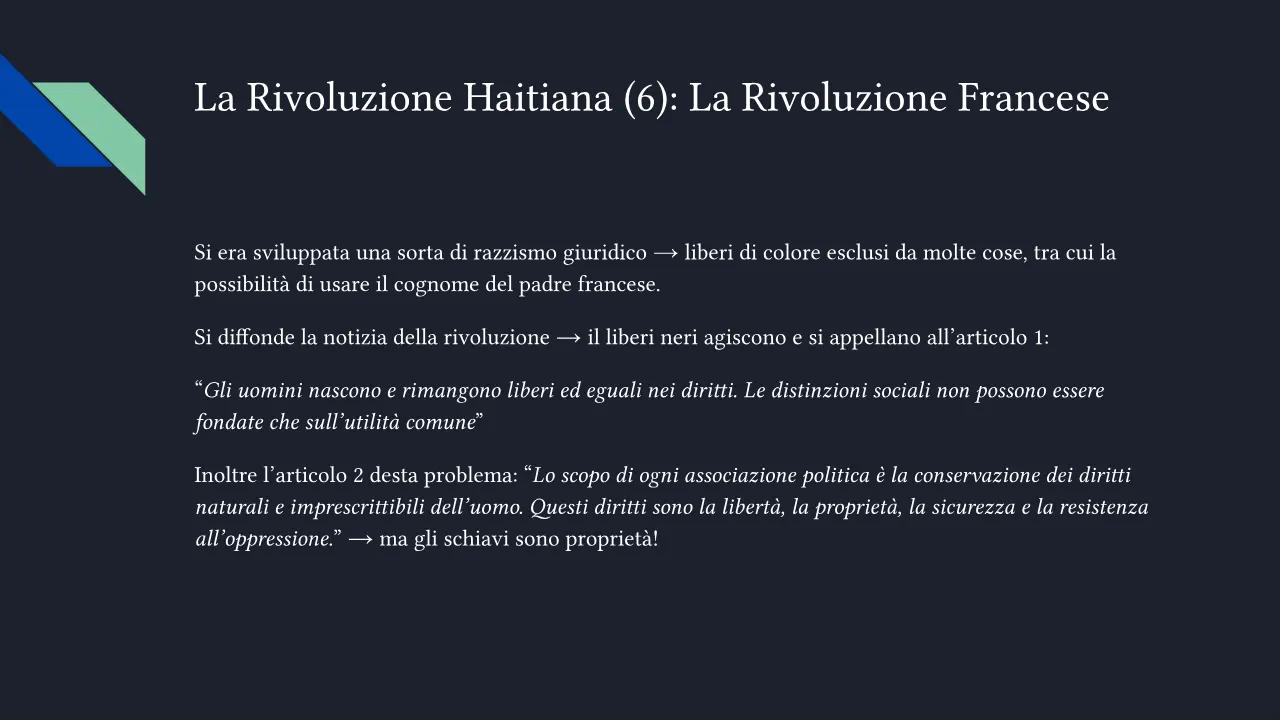 La Rivoluzione Haitiana (6): La Rivoluzione Francese
Si era sviluppata una sorta di razzismo giuridico → liberi di colore esclusi da molte cose, tra cui la
possibilità di usare il cognome del padre francese.
Si diffonde la notizia della rivoluzione → il liberi neri agiscono e si appellano all’articolo 1:
“Gli uomini nascono e rimangono liberi ed eguali nei diritti. Le distinzioni sociali non possono essere
fondate che sull’utilità comune”
Inoltre l’articolo 2 desta problema: “Lo scopo di ogni associazione politica è la conservazione dei diritti
naturali e imprescrittibili dell’uomo. Questi diritti sono la libertà, la proprietà, la sicurezza e la resistenza
all’oppressione.” → ma gli schiavi sono proprietà!